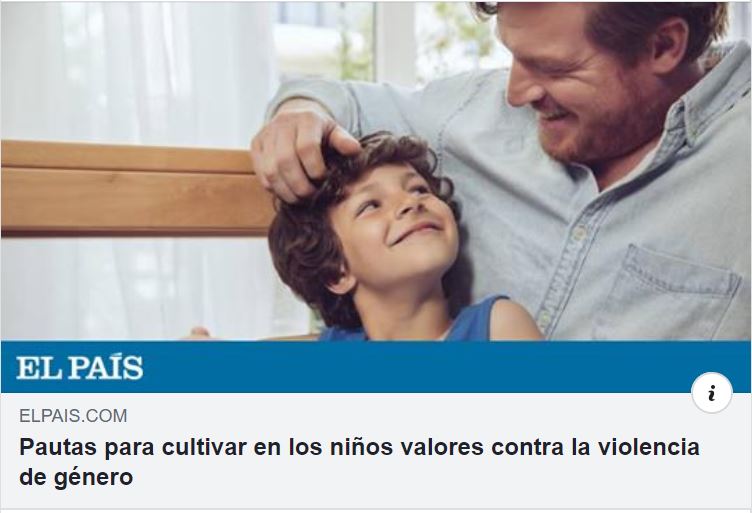 EL PAÍS
i
ELPAIS.COM
Pautas para cultivar en los niños valores contra la violencia
de género